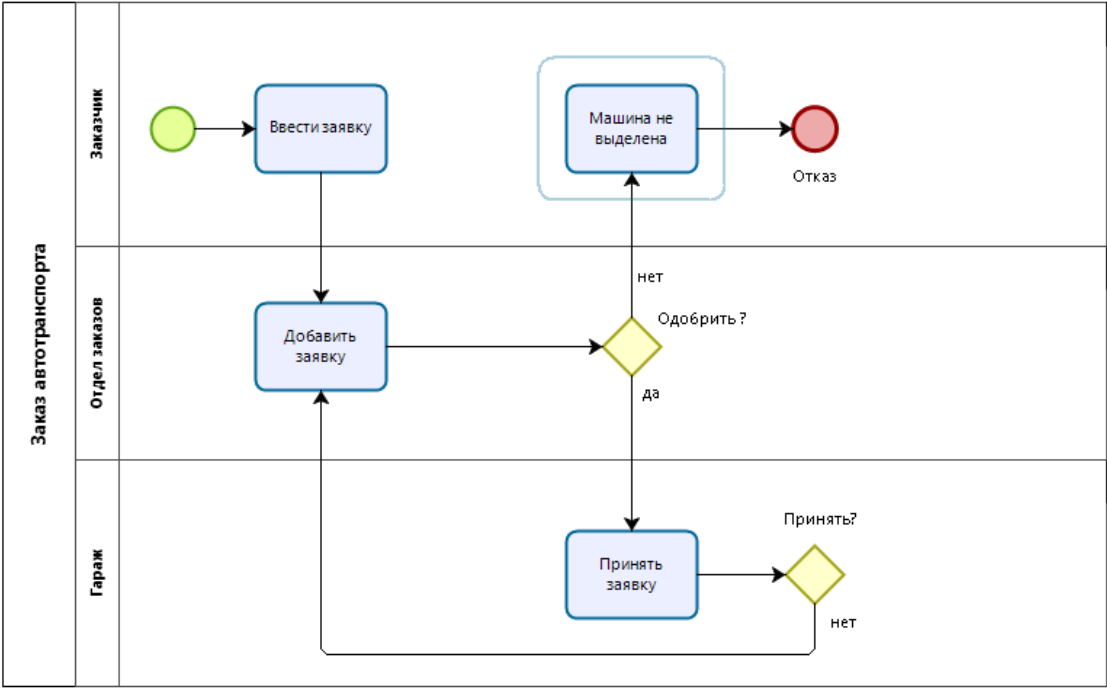 Заказ автотранспорта
Заказчик
Ввести заявку
Машина не
выделена
Отказ
Отдел заказов
нет
Добавить
заявку
Одобрить ?
да
Гараж
Принять?
Принять
заявку
нет